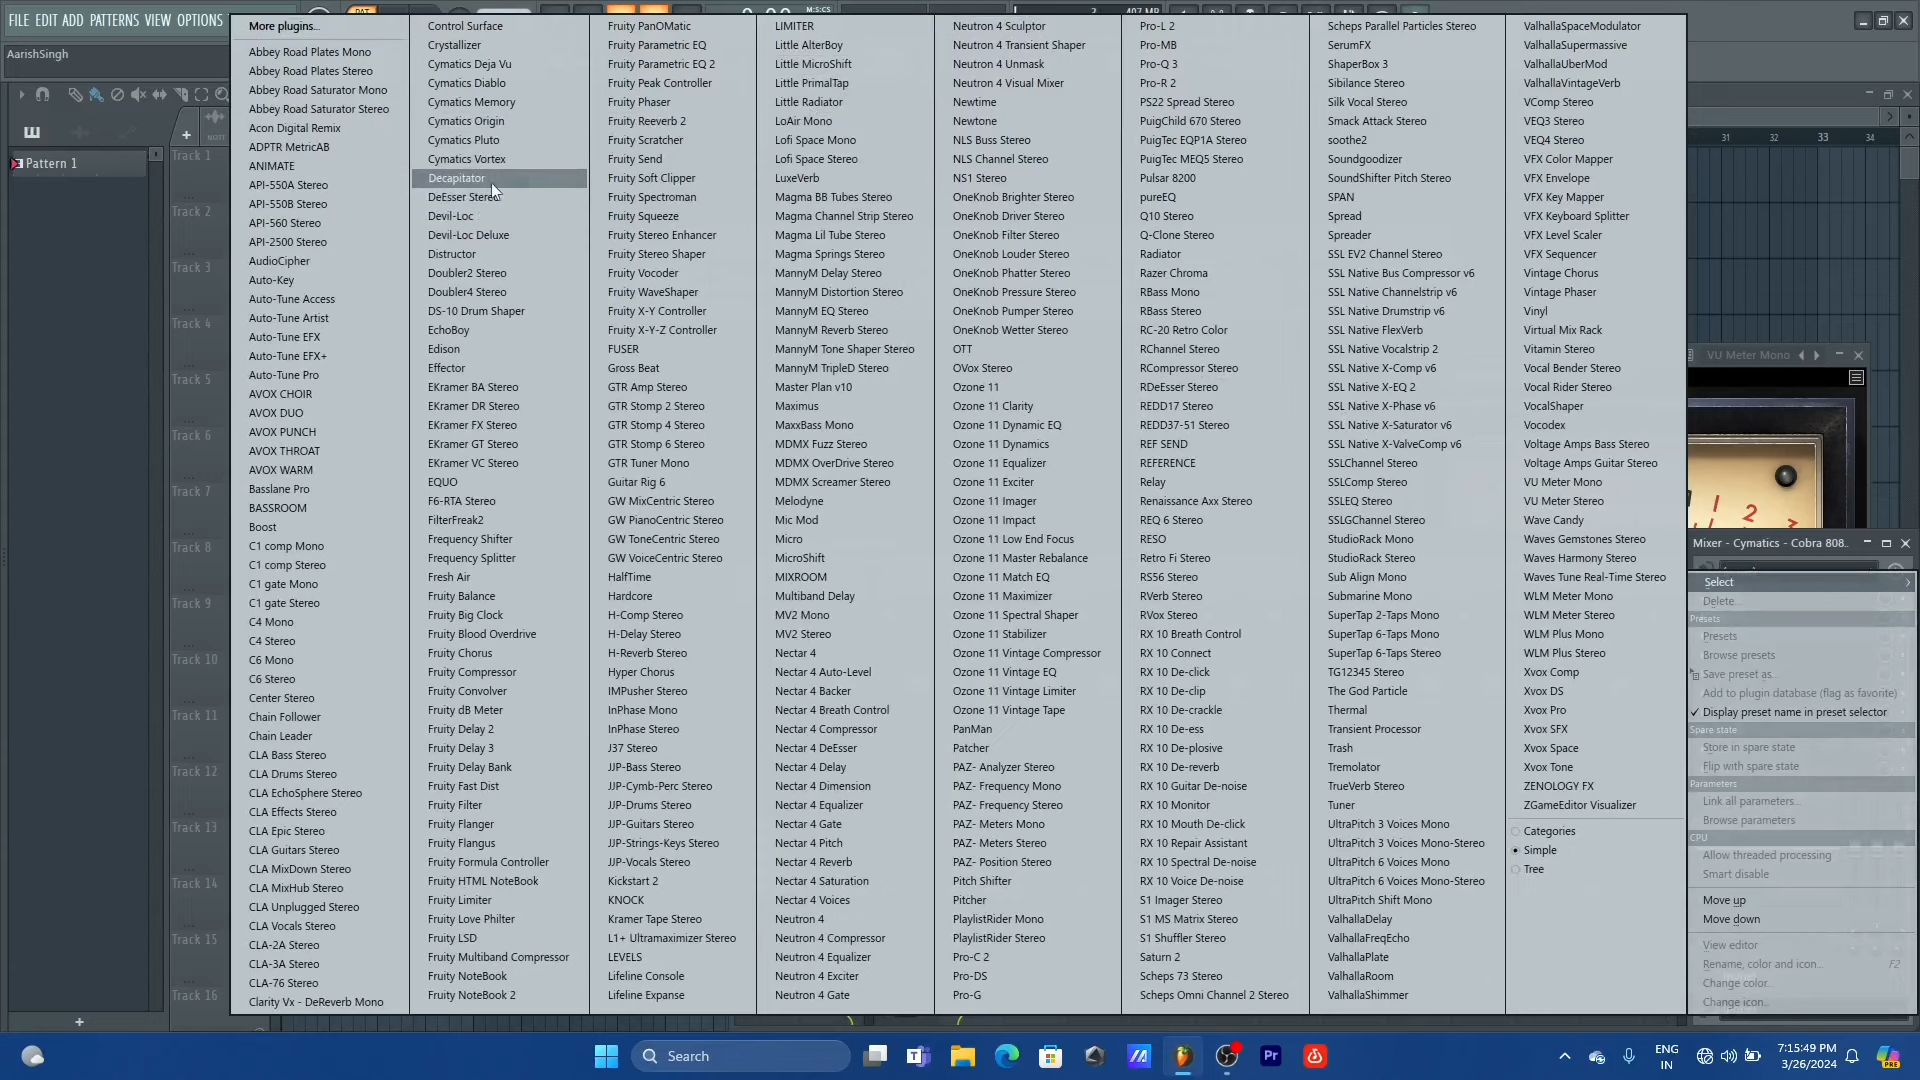 FILE EDIT ADD PATTERNS VIEW OPTIONS
AarishSingh
Pattern 1
Track 1
Track 2
Track 3
Track 4
Track 5
Track 6
Track 7
Track 8
Track 9
Track 10
Track 11
Track 12
Track 13
Track 14
Track 15
Track 16
More plugins...
Abbey Road Plates Mono
Abbey Road Plates Stereo
Abbey Road Saturator Mono
Abbey Road Saturator Stereo
Acon Digital Remix
ADPTR MetricAB
ANIMATE
API-550A Stereo
API-550B Stereo
API-560 Stereo
API-2500 Stereo
AudioCipher
Auto-Key
Auto-Tune Access
Auto-Tune Artist
Auto-Tune EFX
Auto-Tune EFX+
Auto-Tune Pro
AVOX CHOIR
AVOX DUO
AVOX PUNCH
AVOX THROAT
AVOX WARM
Basslane Pro
BASSROOM
Boost
C1 comp Mono
C1 comp Stereo
C1 gate Mono
C1 gate Stereo
C4 Mono
C4 Stereo
C6 Mono
C6 Stereo
Center Stereo
Chain Follower
Chain Leader
CLA Bass Stereo
CLA Drums Stereo
CLA EchoSphere Stereo
CLA Effects Stereo
CLA Epic Stereo
CLA Guitars Stereo
CLA MixDown Stereo
CLA MixHub Stereo
CLA Unplugged Stereo
CLA Vocals Stereo
CLA-2A Stereo
CLA-3A Stereo
CLA-76 Stereo
Clarity Vx - DeReverb Mono
Control Surface
Crystallizer
Cymatics Deja Vu
Cymatics Diablo
Cymatics Memory
Cymatics Origin
Cymatics Pluto
Cymatics Vortex
Decapitator
DeEsser Stereo
Devil-Loc
Devil-Loc Deluxe
Distructor
Doubler2 Stereo
Doubler4 Stereo
DS-10 Drum Shaper
EchoBoy
Edison
Effector
EKramer BA Stereo
EKramer DR Stereo
EKramer FX Stereo
EKramer GT Stereo
EKramer VC Stereo
EQUO
F6-RTA Stereo
FilterFreak2
Frequency Shifter
Frequency Splitter
Fresh Air
Fruity Balance
Fruity Big Clock
Fruity Blood Overdrive
Fruity Chorus
Fruity Compressor
Fruity Convolver
Fruity dB Meter
Fruity Delay 2
Fruity Delay 3
Fruity Delay Bank
Fruity Fast Dist
Fruity Filter
Fruity Flanger
Fruity Flangus
Fruity Formula Controller
Fruity HTML NoteBook
Fruity Limiter
Fruity Love Philter
Fruity LSD
Fruity Multiband Compressor
Fruity NoteBook
Fruity NoteBook 2
Fruity PanOMatic
Fruity Parametric EQ
Fruity Parametric EQ 2
Fruity Peak Controller
Fruity Phaser
Fruity Reeverb 2
Fruity Scratcher
Fruity Send
Fruity Soft Clipper
Fruity Spectroman
Fruity Squeeze
Fruity Stereo Enhancer
Fruity Stereo Shaper
Fruity Vocoder
Fruity WaveShaper
Fruity X-Y Controller
Fruity X-Y-Z Controller
FUSER
Gross Beat
GTR Amp Stereo
GTR Stomp 2 Stereo
GTR Stomp 4 Stereo
GTR Stomp 6 Stereo
GTR Tuner Mono
Guitar Rig 6
GW MixCentric Stereo
GW PianoCentric Stereo
GW ToneCentric Stereo
GW VoiceCentric Stereo
HalfTime
Hardcore
H-Comp Stereo
H-Delay Stereo
H-Reverb Stereo
Hyper Chorus
IMPusher Stereo
InPhase Mono
InPhase Stereo
J37 Stereo
JJP-Bass Stereo
JJP-Cymb-Perc Stereo
JJP-Drums Stereo
JJP-Guitars Stereo
JJP-Strings-Keys Stereo
JJP-Vocals Stereo
Kickstart 2
KNOCK
Kramer Tape Stereo
L1+ Ultramaximizer Stereo
LEVELS
Lifeline Console
Lifeline Expanse
LIMITER
Little AlterBoy
Little MicroShift
Little PrimalTap
Little Radiator
LoAir Mono
Lofi Space Mono
Lofi Space Stereo
LuxeVerb
Magma BB Tubes Stereo
Magma Channel Strip Stereo
Magma Lil Tube Stereo
Magma Springs Stereo
MannyM Delay Stereo
MannyM Distortion Stereo
MannyM EQ Stereo
MannyM Reverb Stereo
MannyM Tone Shaper Stereo
MannyM TripleD Stereo
Master Plan v10
Maximus
MaxxBass Mono
MDMX Fuzz Stereo
MDMX OverDrive Stereo
MDMX Screamer Stereo
Melodyne
Mic Mod
Micro
MicroShift
MIXROOM
Multiband Delay
MV2 Mono
MV2 Stereo
Nectar 4
Nectar 4 Auto-Level
Nectar 4 Backer
Nectar 4 Breath Control
Nectar 4 Compressor
Nectar 4 DeEsser
Nectar 4 Delay
Nectar 4 Dimension
Nectar 4 Equalizer
Nectar 4 Gate
Nectar 4 Pitch
Nectar 4 Reverb
Nectar 4 Saturation
Nectar 4 Voices
Neutron 4
Neutron 4 Compressor
Neutron 4 Equalizer
Neutron 4 Exciter
Neutron 4 Gate
Neutron 4 Sculptor
Neutron 4 Transient Shaper
Neutron 4 Unmask
Neutron 4 Visual Mixer
Newtime
Newtone
NLS Buss Stereo
NLS Channel Stereo
NS1 Stereo
OneKnob Brighter Stereo
OneKnob Driver Stereo
OneKnob Filter Stereo
OneKnob Louder Stereo
OneKnob Phatter Stereo
OneKnob Pressure Stereo
OneKnob Pumper Stereo
OneKnob Wetter Stereo
OTT
OVox Stereo
Ozone 11
Ozone 11 Clarity
Ozone 11 Dynamic EQ
Ozone 11 Dynamics
Ozone 11 Equalizer
Ozone 11 Exciter
Ozone 11 Imager
Ozone 11 Impact
Ozone 11 Low End Focus
Ozone 11 Master Rebalance
Ozone 11 Match EQ
Ozone 11 Maximizer
Ozone 11 Spectral Shaper
Ozone 11 Stabilizer
Ozone 11 Vintage Compressor
Ozone 11 Vintage EQ
Ozone 11 Vintage Limiter
Ozone 11 Vintage Tape
PanMan
Patcher
PAZ- Analyzer Stereo
PAZ- Frequency Mono
PAZ- Frequency Stereo
PAZ- Meters Mono
PAZ- Meters Stereo
PAZ- Position Stereo
Pitch Shifter
Pitcher
PlaylistRider Mono
PlaylistRider Stereo
Pro-C 2
Pro-DS
Pro-G
Pro-L 2
Pro-MB
Pro-Q 3
Pro-R 2
PS22 Spread Stereo
PuigChild 670 Stereo
PuigTec EQP1A Stereo
PuigTec MEQ5 Stereo
Pulsar 8200
pureEQ
Q10 Stereo
Q-Clone Stereo
Radiator
Razer Chroma
RBass Mono
RBass Stereo
RC-20 Retro Color
RChannel Stereo
RCompressor Stereo
RDeEsser Stereo
REDD17 Stereo
REDD37-51 Stereo
REF SEND
REFERENCE
Relay
Renaissance Axx Stereo
REQ 6 Stereo
RESO
Retro Fi Stereo
RS56 Stereo
RVerb Stereo
RVox Stereo
RX 10 Breath Control
RX 10 Connect
RX 10 De-click
RX 10 De-clip
RX 10 De-crackle
RX 10 De-ess
RX 10 De-plosive
RX 10 De-reverb
RX 10 Guitar De-noise
RX 10 Monitor
RX 10 Mouth De-click
RX 10 Repair Assistant
RX 10 Spectral De-noise
RX 10 Voice De-noise
S1 Imager Stereo
S1 MS Matrix Stereo
S1 Shuffler Stereo
Saturn 2
Scheps 73 Stereo
Scheps Omni Channel 2 Stereo
Scheps Parallel Particles Stereo
SerumFX
ShaperBox 3
Sibilance Stereo
Silk Vocal Stereo
Smack Attack Stereo
soothe2
Soundgoodizer
SoundShifter Pitch Stereo
SPAN
Spread
Spreader
SSL EV2 Channel Stereo
SSL Native Bus Compressor v6
SSL Native Channelstrip v6
SSL Native Drumstrip v6
SSL Native FlexVerb
SSL Native Vocalstrip 2
SSL Native X-Comp v6
SSL Native X-EQ 2
SSL Native X-Phase v6
SSL Native X-Saturator v6
SSL Native X-ValveComp v6
SSLChannel Stereo
SSLComp Stereo
SSLEQ Stereo
SSLGChannel Stereo
StudioRack Mono
StudioRack Stereo
Sub Align Mono
Submarine Mono
SuperTap 2-Taps Mono
SuperTap 6-Taps Mono
SuperTap 6-Taps Stereo
TG12345 Stereo
The God Particle
Thermal
Transient Processor
Trash
Tremolator
TrueVerb Stereo
Tuner
UltraPitch 3 Voices Mono
UltraPitch 3 Voices Mono-Stereo
UltraPitch 6 Voices Mono
UltraPitch 6 Voices Mono-Stereo
UltraPitch Shift Mono
ValhallaDelay
ValhallaFreqEcho
ValhallaPlate
ValhallaRoom
ValhallaShimmer
ValhallaSpaceModulator
ValhallaSupermassive
ValhallaUberMod
ValhallaVintageVerb
VComp Stereo
VEQ3 Stereo
VEQ4 Stereo
VFX Color Mapper
VFX Envelope
VFX Key Mapper
VFX Keyboard Splitter
VFX Level Scaler
VFX Sequencer
Vintage Chorus
Vintage Phaser
Vinyl
Virtual Mix Rack
Vitamin Stereo
Vocal Bender Stereo
Vocal Rider Stereo
VocalShaper
Vocodex
Voltage Amps Bass Stereo
Voltage Amps Guitar Stereo
VU Meter Mono
VU Meter Stereo
Wave Candy
Waves Gemstones Stereo
Waves Harmony Stereo
Waves Tune Real-Time Stereo
WLM Meter Mono
WLM Meter Stereo
WLM Plus Mono
WLM Plus Stereo
Xvox Comp
Xvox DS
Xvox Pro
Xvox SFX
Xvox Space
Xvox Tone
ZENOLOGY FX
ZGameEditor Visualizer
Categories
Simple
Tree
31 32 33 34
VU Meter Mono
1 2 3
Mixer - Cymatics - Cobra 808..
Select
Delete...
Presets
Presets
Browse presets
Save preset as...
Add to plugin database (flag as favorite)
Display preset name in preset selector
Spare state
Store in spare state
Flip with spare state
Parameters
Link all parameters...
Browse parameters
CPU
Allow threaded processing
Smart disable
Move up
Move down
View editor
Rename, color and icon... F2
Change color...
Change icon...
Search
ENG
IN
7:15:49 PM
3/26/2024